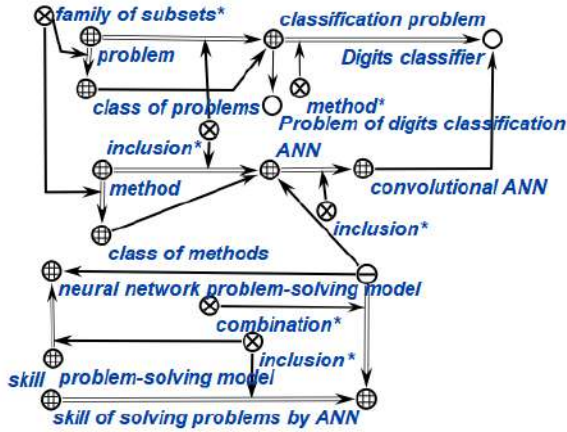 family of subsets*
classification problem
problem
Digits classifier
class of problems
method*
Problem of digits classification
inclusion*
ANN
method
convolutional ANN
inclusion*
class of methods
neural network problem-solving model
combination*
inclusion*
skill
problem-solving model
skill of solving problems by ANN